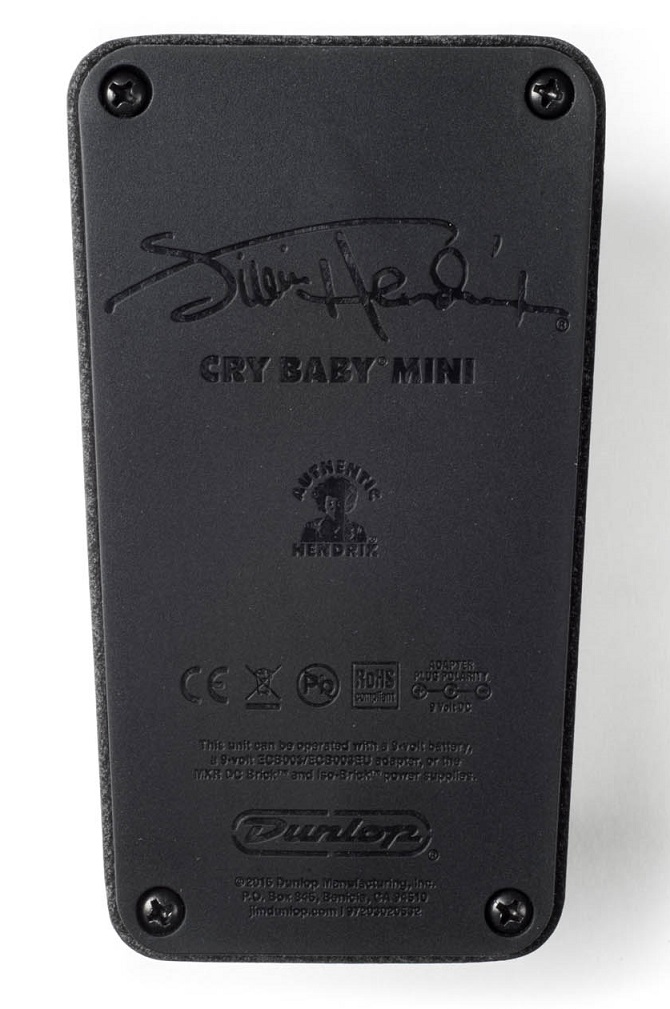 Jimi Hendrix ®
CRY BABY® MINI
AUTHENTIC
HENDRIX
CE Pb RoHS compliant
ADAPTER
PLUG POLARITY
9 Volt DC
This unit can be operated with a 9-volt battery,
a 9-volt ECB003/ECB003EU adapter, or the
MXR DC Brick™ and Iso-Brick™ power supplies.
Dunlop®
Dunlop Manufacturing, Inc.
P.O. Box 846, Benicia, CA 94510
jimdunlop.com |